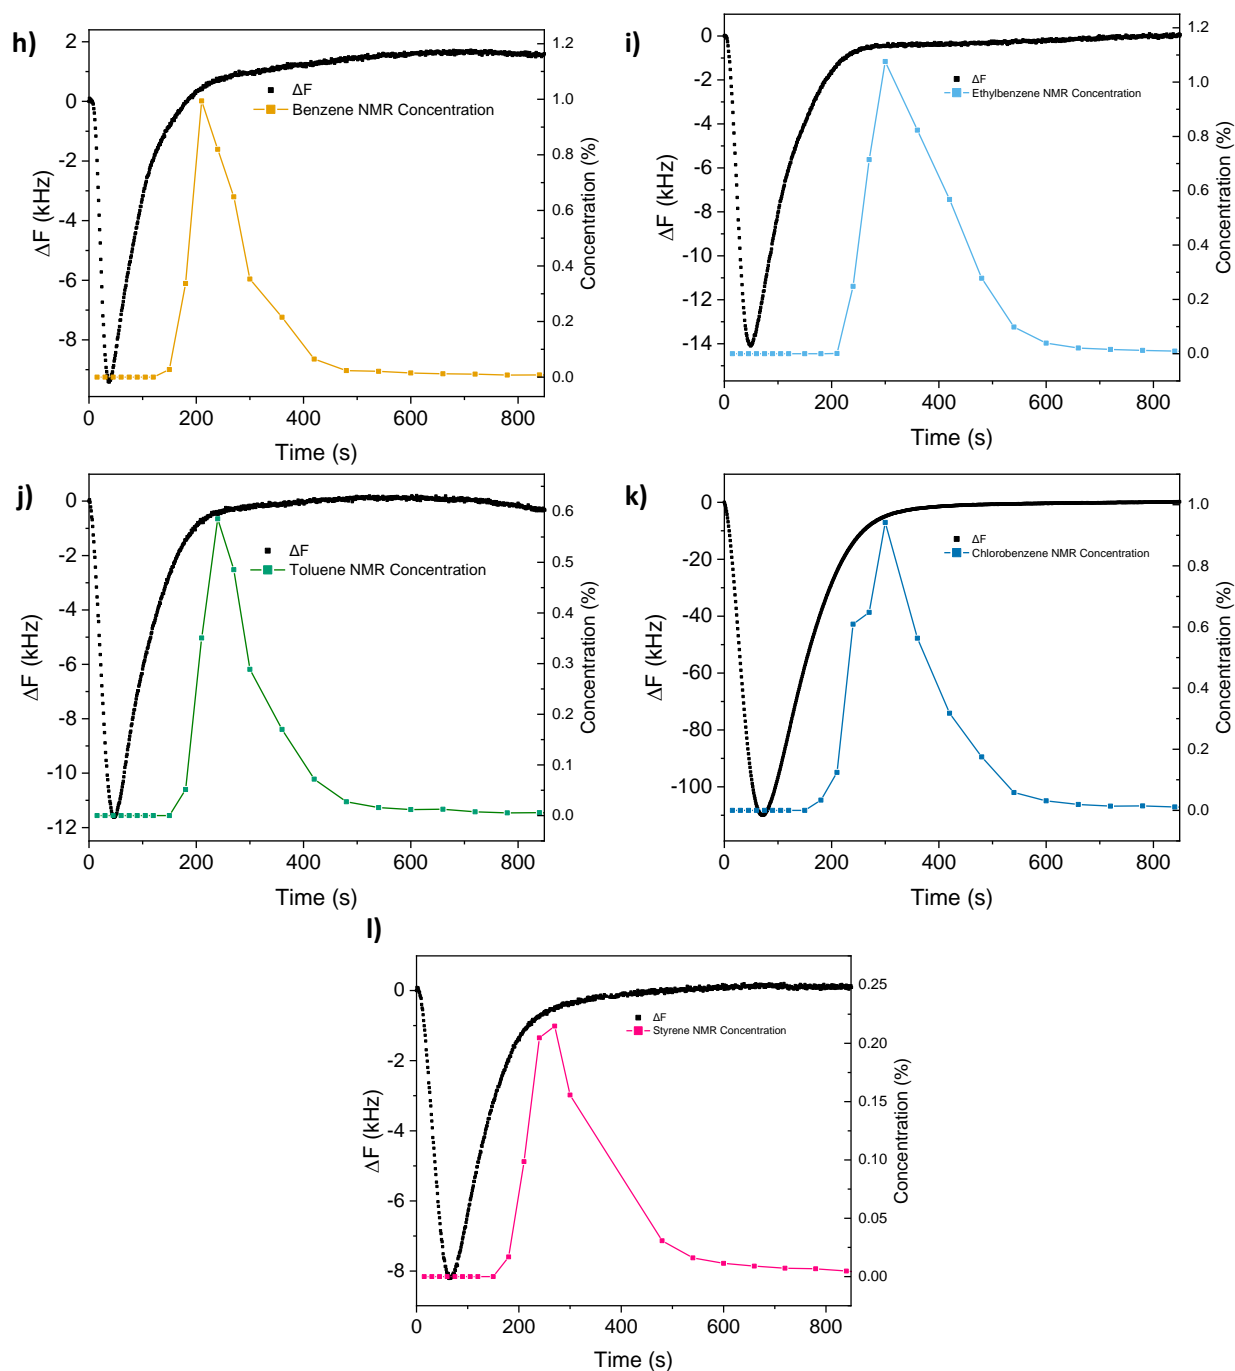 h)
2
0
-2
-4
-6
-8
ΔF (kHz)
ΔF
Benzene NMR Concentration
1.2
1.0
0.8
0.6
0.4
0.2
0.0
Concentration (%)
0 200 400 600 800
Time (s)
i)
0
-2
-4
-6
-8
-10
-12
-14
ΔF (kHz)
ΔF
Ethylbenzene NMR Concentration
1.2
1.0
0.8
0.6
0.4
0.2
0.0
Concentration (%)
0 200 400 600 800
Time (s)
j)
0
-2
-4
-6
-8
-10
-12
ΔF (kHz)
ΔF
Toluene NMR Concentration
0.6
0.5
0.4
0.3
0.2
0.1
0.0
Concentration (%)
0 200 400 600 800
Time (s)
k)
0
-20
-40
-60
-80
-100
ΔF (kHz)
ΔF
Chlorobenzene NMR Concentration
1.0
0.8
0.6
0.4
0.2
0.0
Concentration (%)
0 200 400 600 800
Time (s)
l)
0
-2
-4
-6
-8
ΔF (kHz)
ΔF
Styrene NMR Concentration
0.25
0.20
0.15
0.10
0.05
0.00
Concentration (%)
0 200 400 600 800
Time (s)